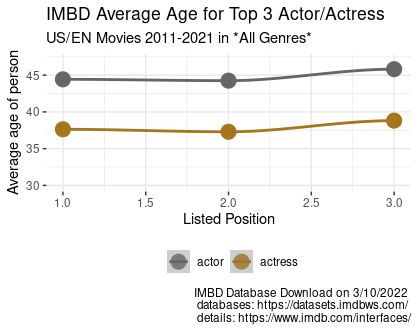 IMBD Average Age for Top 3 Actor/Actress
US/EN Movies 2011-2021 in *All Genres*
Average age of person
45
40
35
30
1.0 1.5 2.0 2.5 3.0
Listed Position
actor actress
IMBD Database Download on 3/10/2022
databases: https://datasets.imdbws.com/
details: https://www.imdb.com/interfaces/